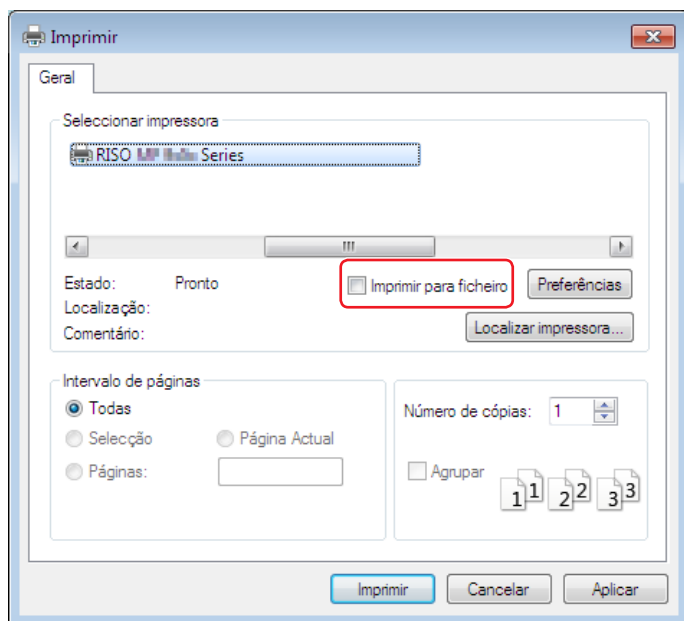 Imprimir
Geral
Seleccionar impressora
RISO Series
Estado: Pronto
Imprimir para ficheiro
Preferências
Localização:
Comentário:
Localizar impressora...
Intervalo de páginas
Todas
Selecção
Página Actual
Páginas:
Número de cópias: 1
Agrupar
1 1 2 2 3 3
Imprimir Cancelar Aplicar